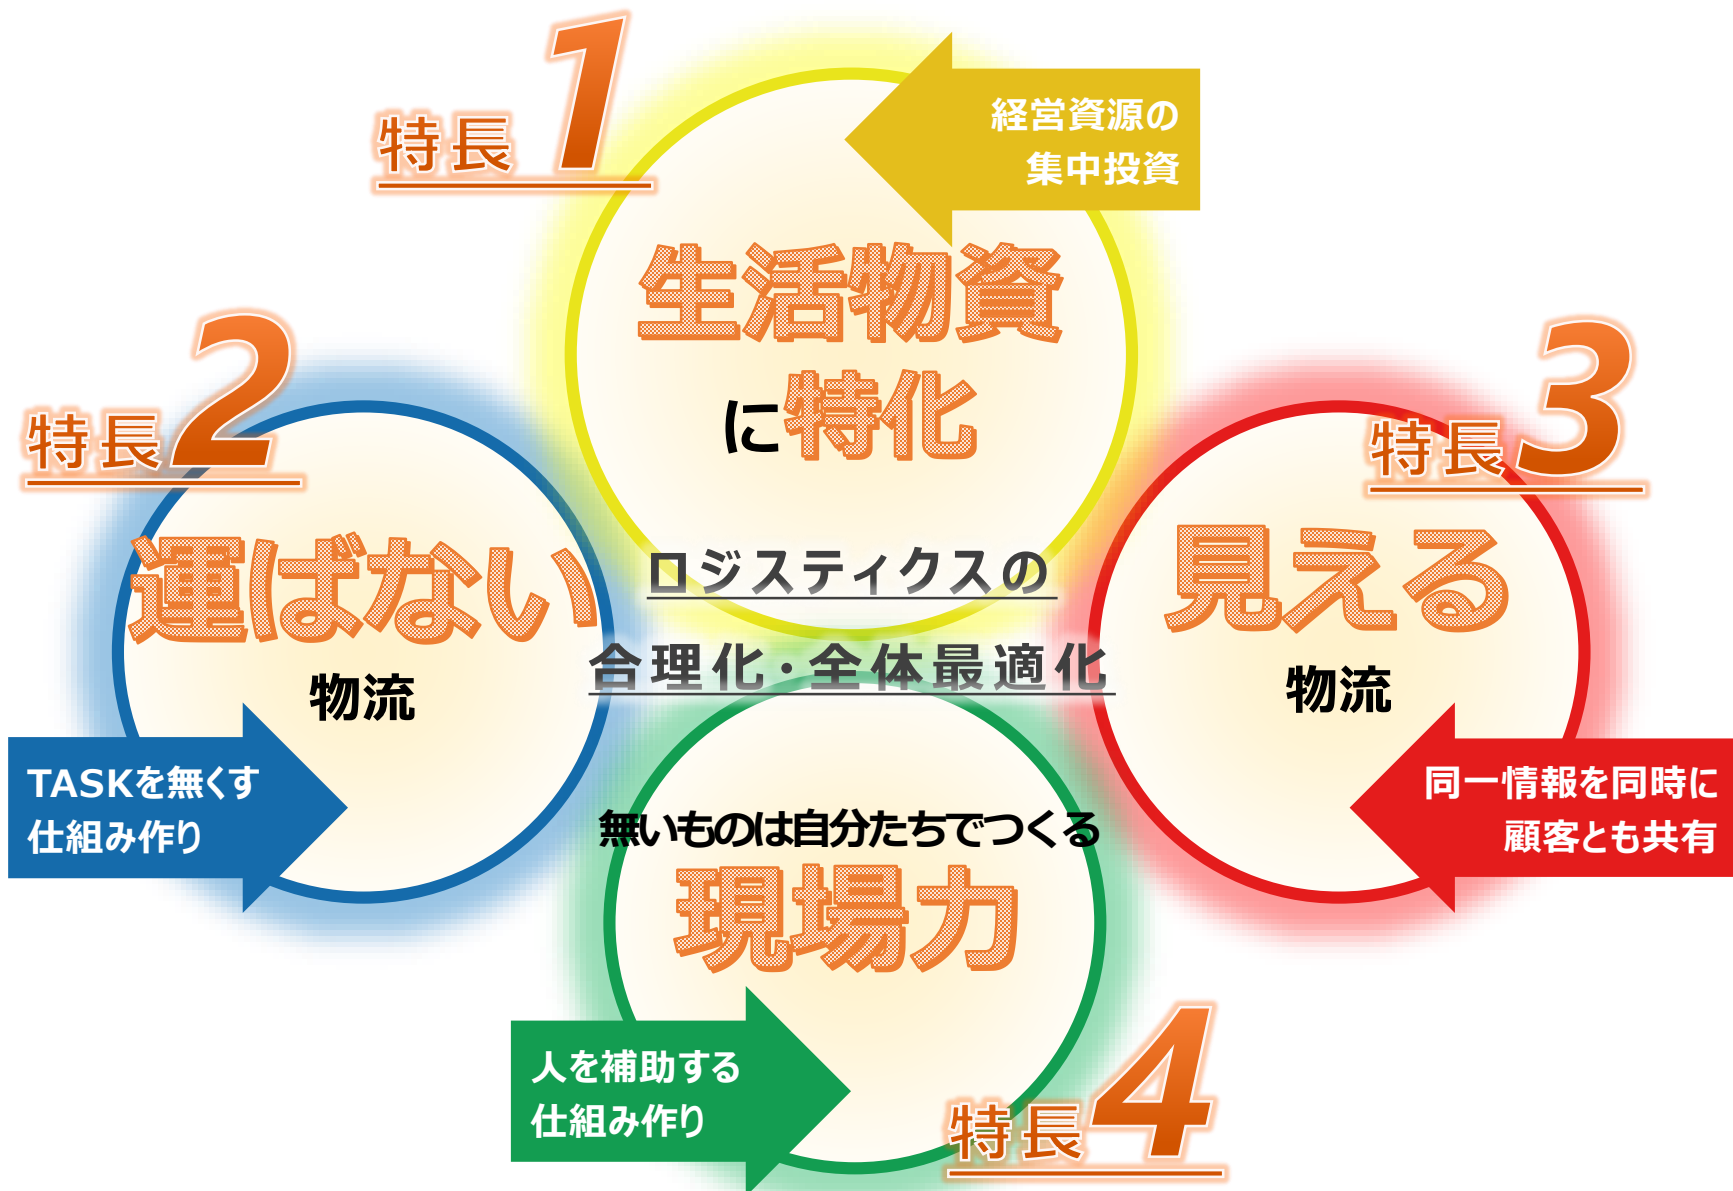 特長1
経営資源の
集中投資
生活物資
に特化
特長2
運ばない
物流
TASKを無くす
仕組み作り
特長3
見える
物流
同一情報を同時に
顧客とも共有
ロジスティクスの
合理化・全体最適化
無いものは自分たちでつくる
現場力
人を補助する
仕組み作り
特長4